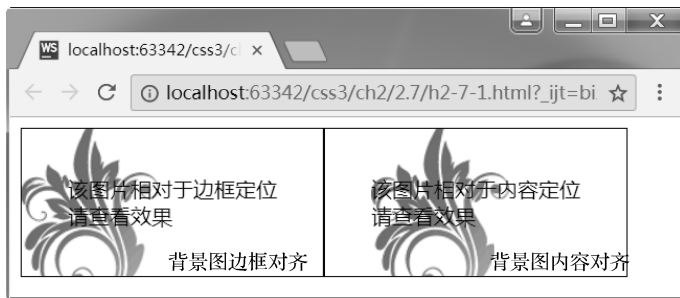 localhost:63342/css3/ch
localhost:63342/css3/ch2/2.7/h2-7-1.html?_ijt=bi
该图片相对于边框定位
请查看效果
背景图边框对齐
该图片相对于内容定位
请查看效果
背景图内容对齐